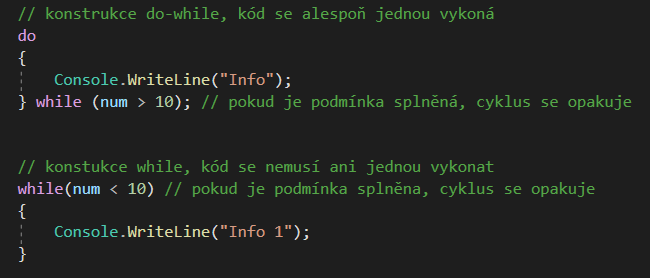 // konstrukce do-while, kód se alespoň jednou vykoná
do
{
    Console.WriteLine("Info");
} while (num > 10); // pokud je podmínka splněná, cyklus se opakuje
// konstukce while, kód se nemusí ani jednou vykonat
while(num < 10) // pokud je podmínka splněna, cyklus se opakuje
{
    Console.WriteLine("Info 1");
}